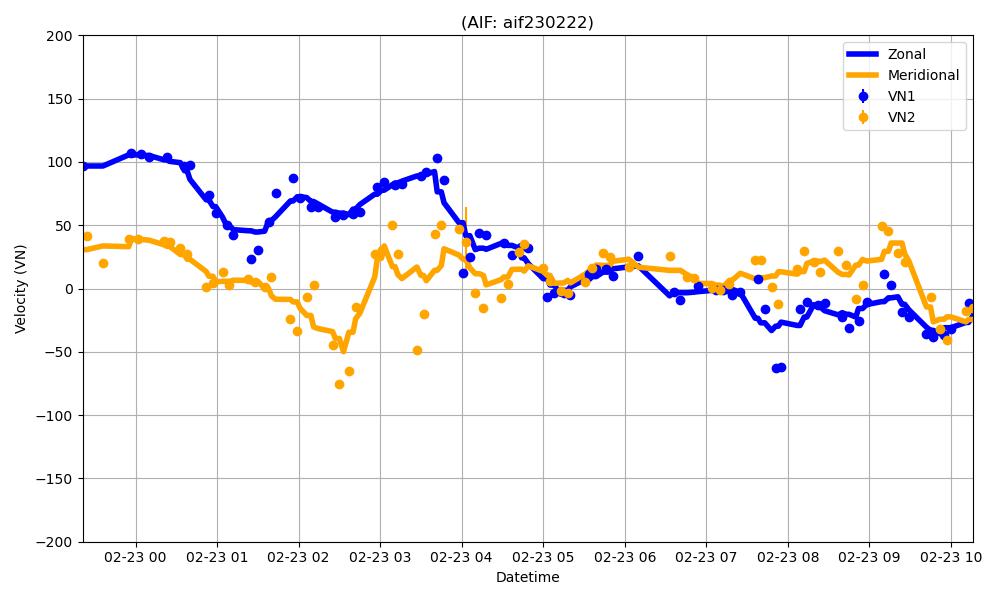 (AIF: aif230222)
Velocity (VN)
200
150
100
50
0
−50
−100
−150
−200
Zonal
Meridional
VN1
VN2
02-23 00
02-23 01
02-23 02
02-23 03
02-23 04
02-23 05
02-23 06
02-23 07
02-23 08
02-23 09
02-23 10
Datetime